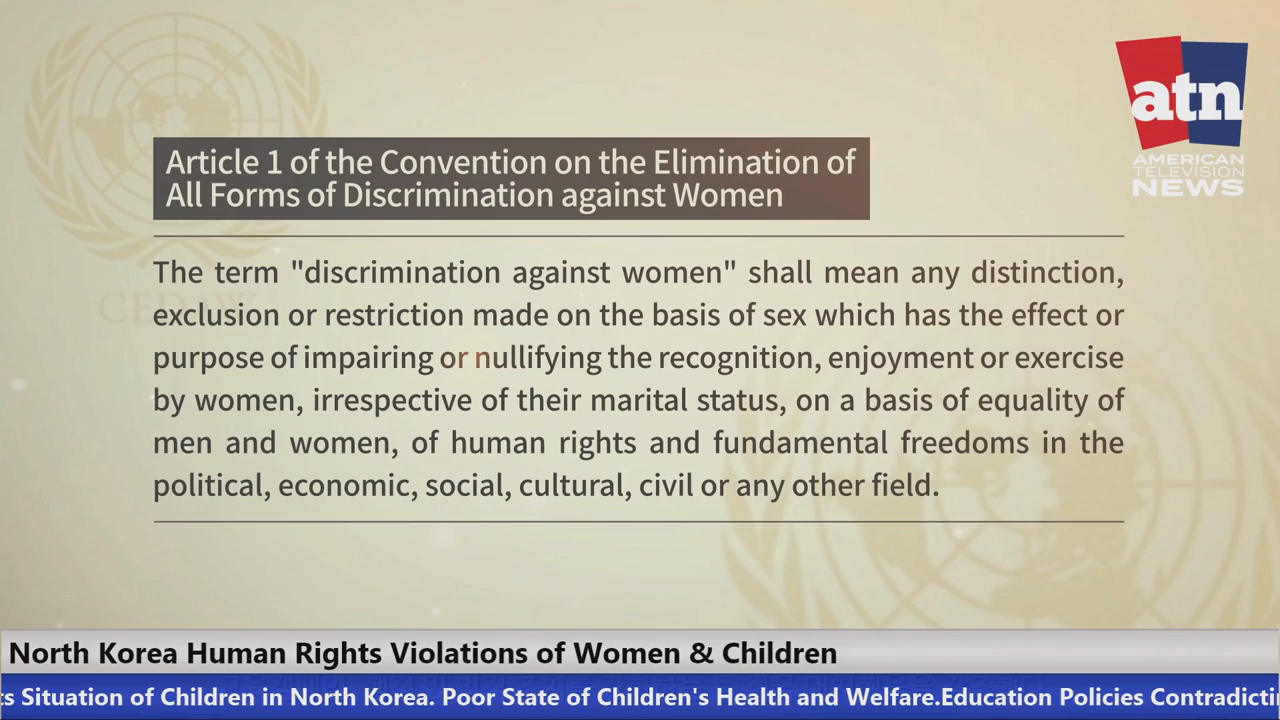 atn
AMERICAN
TELEVISION
NEWS
Article 1 of the Convention on the Elimination of
All Forms of Discrimination against Women
CEDAW
The term "discrimination against women" shall mean any distinction,
exclusion or restriction made on the basis of sex which has the effect or
purpose of impairing or nullifying the recognition, enjoyment or exercise
by women, irrespective of their marital status, on a basis of equality of
men and women, of human rights and fundamental freedoms in the
political, economic, social, cultural, civil or any other field.
North Korea Human Rights Violations of Women & Children
Situation of Children in North Korea. Poor State of Children's Health and Welfare.Education Policies